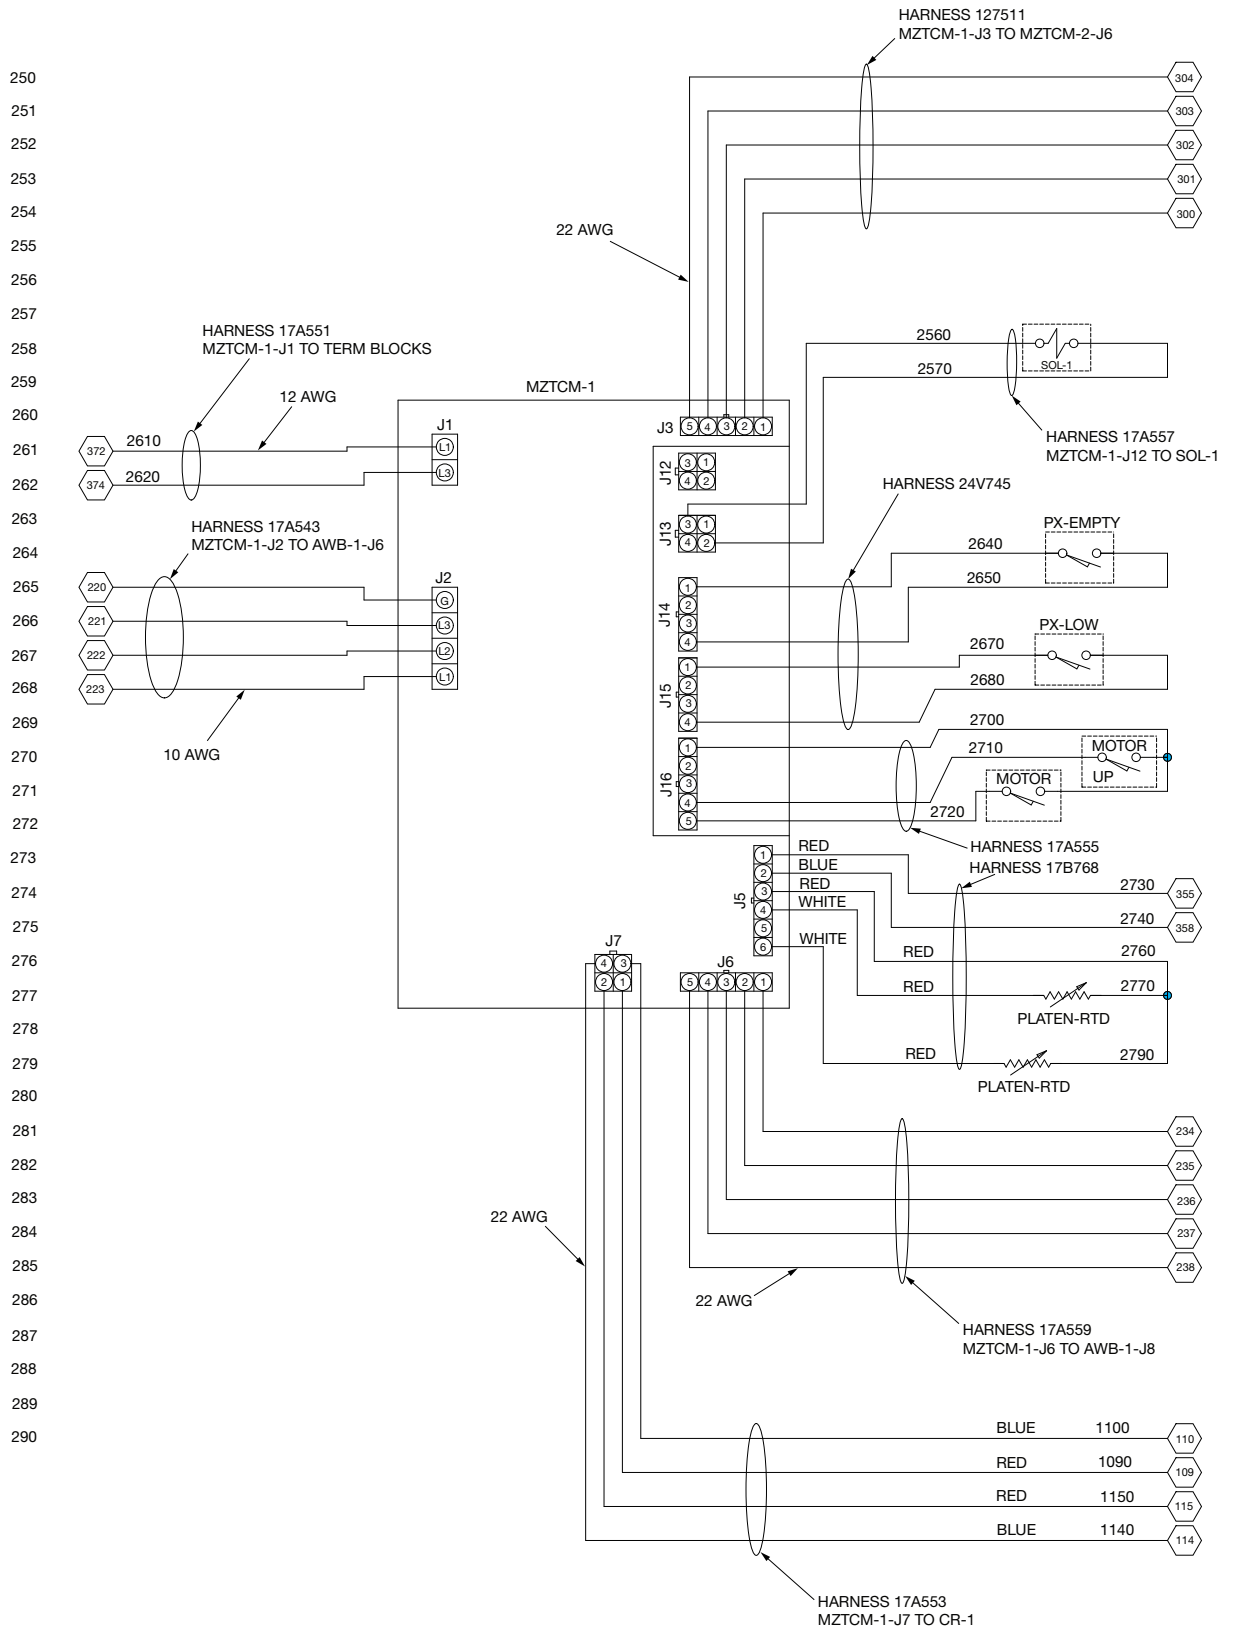 HARNESS 127511
MZTCM-1-J3 TO MZTCM-2-J6
250
304
251
303
252
302
253
301
254
300
22 AWG
255
256
257
HARNESS 17A551
MZTCM-1-J1 TO TERM BLOCKS
258
2560
SOL-1
259
2570
MZTCM-1
12 AWG
260
J1
J3
5 4 3 2 1
HARNESS 17A557
MZTCM-1-J12 TO SOL-1
261
372
2610
L1
262
374
2620
L3
J12
3 1
4 2
HARNESS 24V745
263
HARNESS 17A543
MZTCM-1-J2 TO AWB-1-J6
J13
3 1
4 2
PX-EMPTY
264
2640
265
220
J2
G
2650
J14
1
2
3
4
266
221
L3
PX-LOW
267
222
L2
2670
268
223
L1
2680
J15
1
2
3
4
269
10 AWG
2700
270
2710
MOTOR
UP
J16
1
2
3
4
5
271
MOTOR
272
2720
HARNESS 17A555
HARNESS 17B768
273
RED
BLUE
RED
WHITE
WHITE
J5
1
2
3
4
5
6
274
2730
355
275
2740
358
276
RED
2760
J7
4 3
2 1
J6
5 4 3 2 1
277
RED
2770
PLATEN-RTD
278
279
RED
2790
PLATEN-RTD
280
281
234
282
235
283
236
22 AWG
284
237
285
238
22 AWG
286
287
HARNESS 17A559
MZTCM-1-J6 TO AWB-1-J8
288
289
290
BLUE 1100
110
RED 1090
109
RED 1150
115
BLUE 1140
114
HARNESS 17A553
MZTCM-1-J7 TO CR-1